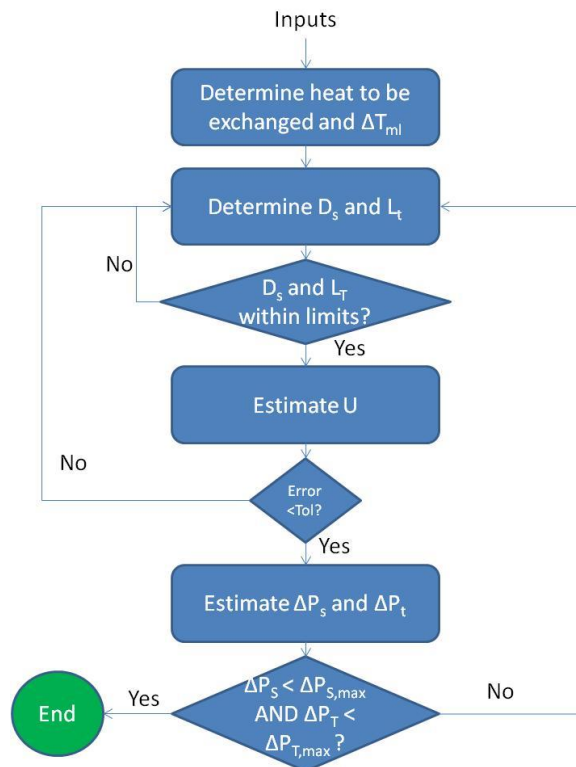 Inputs
Determine heat to be
exchanged and ΔTml
Determine Ds and Lt
No
Ds and LT
within limits?
Yes
Estimate U
No
Error
<Tol?
Yes
Estimate ΔPs and ΔPt
ΔPS < ΔPS,max
AND ΔPT <
ΔPT,max ?
Yes
No
End